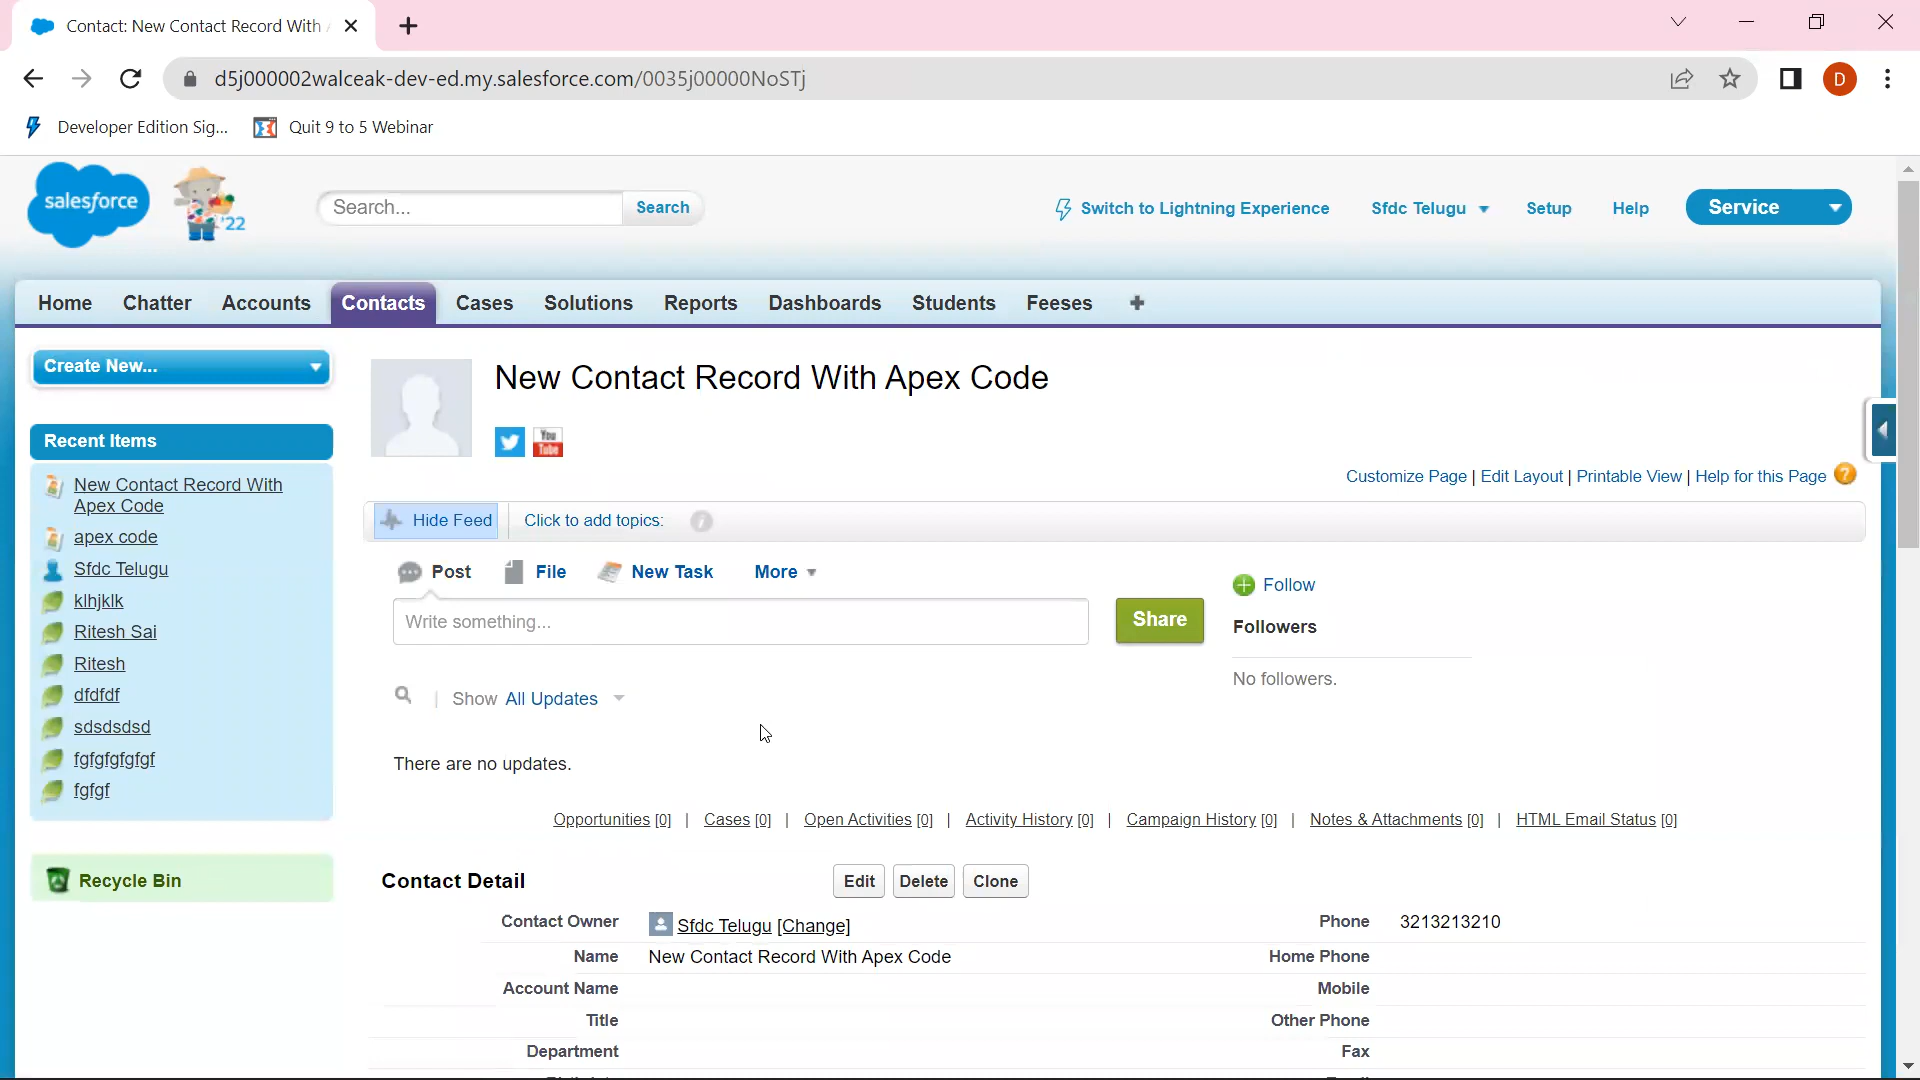 Contact: New Contact Record With
d5j000002walceak-dev-ed.my.salesforce.com/0035j00000NoSTj
D
Developer Edition Sig...
Quit 9 to 5 Webinar
salesforce
'22
Search...
Search
Switch to Lightning Experience
Sfdc Telugu
Setup
Help
Service
Home
Chatter
Accounts
Contacts
Cases
Solutions
Reports
Dashboards
Students
Feeses
Create New...
New Contact Record With Apex Code
You
Tube
Customize Page | Edit Layout | Printable View | Help for this Page ?
Recent Items
New Contact Record With
Apex Code
apex code
Sfdc Telugu
klhjklk
Ritesh Sai
Ritesh
dfdfdf
sdsdsdsd
fgfgfgfgfgf
fgfgf
Recycle Bin
Hide Feed
Click to add topics:
i
Post
File
New Task
More
Write something...
Share
Follow
Followers
No followers.
Show All Updates
There are no updates.
Opportunities [0] | Cases [0] | Open Activities [0] | Activity History [0] | Campaign History [0] | Notes & Attachments [0] | HTML Email Status [0]
Contact Detail
Edit
Delete
Clone
Contact Owner Sfdc Telugu [Change]
Phone 3213213210
Name New Contact Record With Apex Code
Home Phone
Account Name
Mobile
Title
Other Phone
Department
Fax